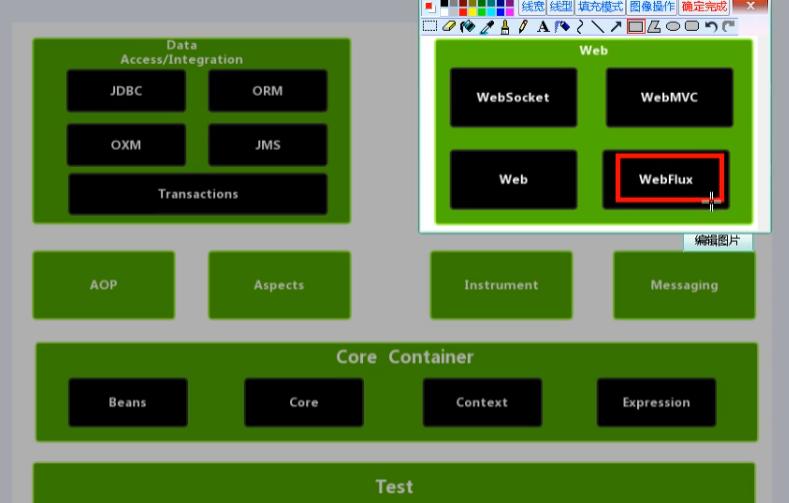 线宽 线型 填充模式 图像操作 确定完成
Data
Access/Integration
JDBC
ORM
OXM
JMS
Transactions
Web
WebSocket
WebMVC
Web
WebFlux
编辑图片
AOP
Aspects
Instrument
Messaging
Core Container
Beans
Core
Context
Expression
Test